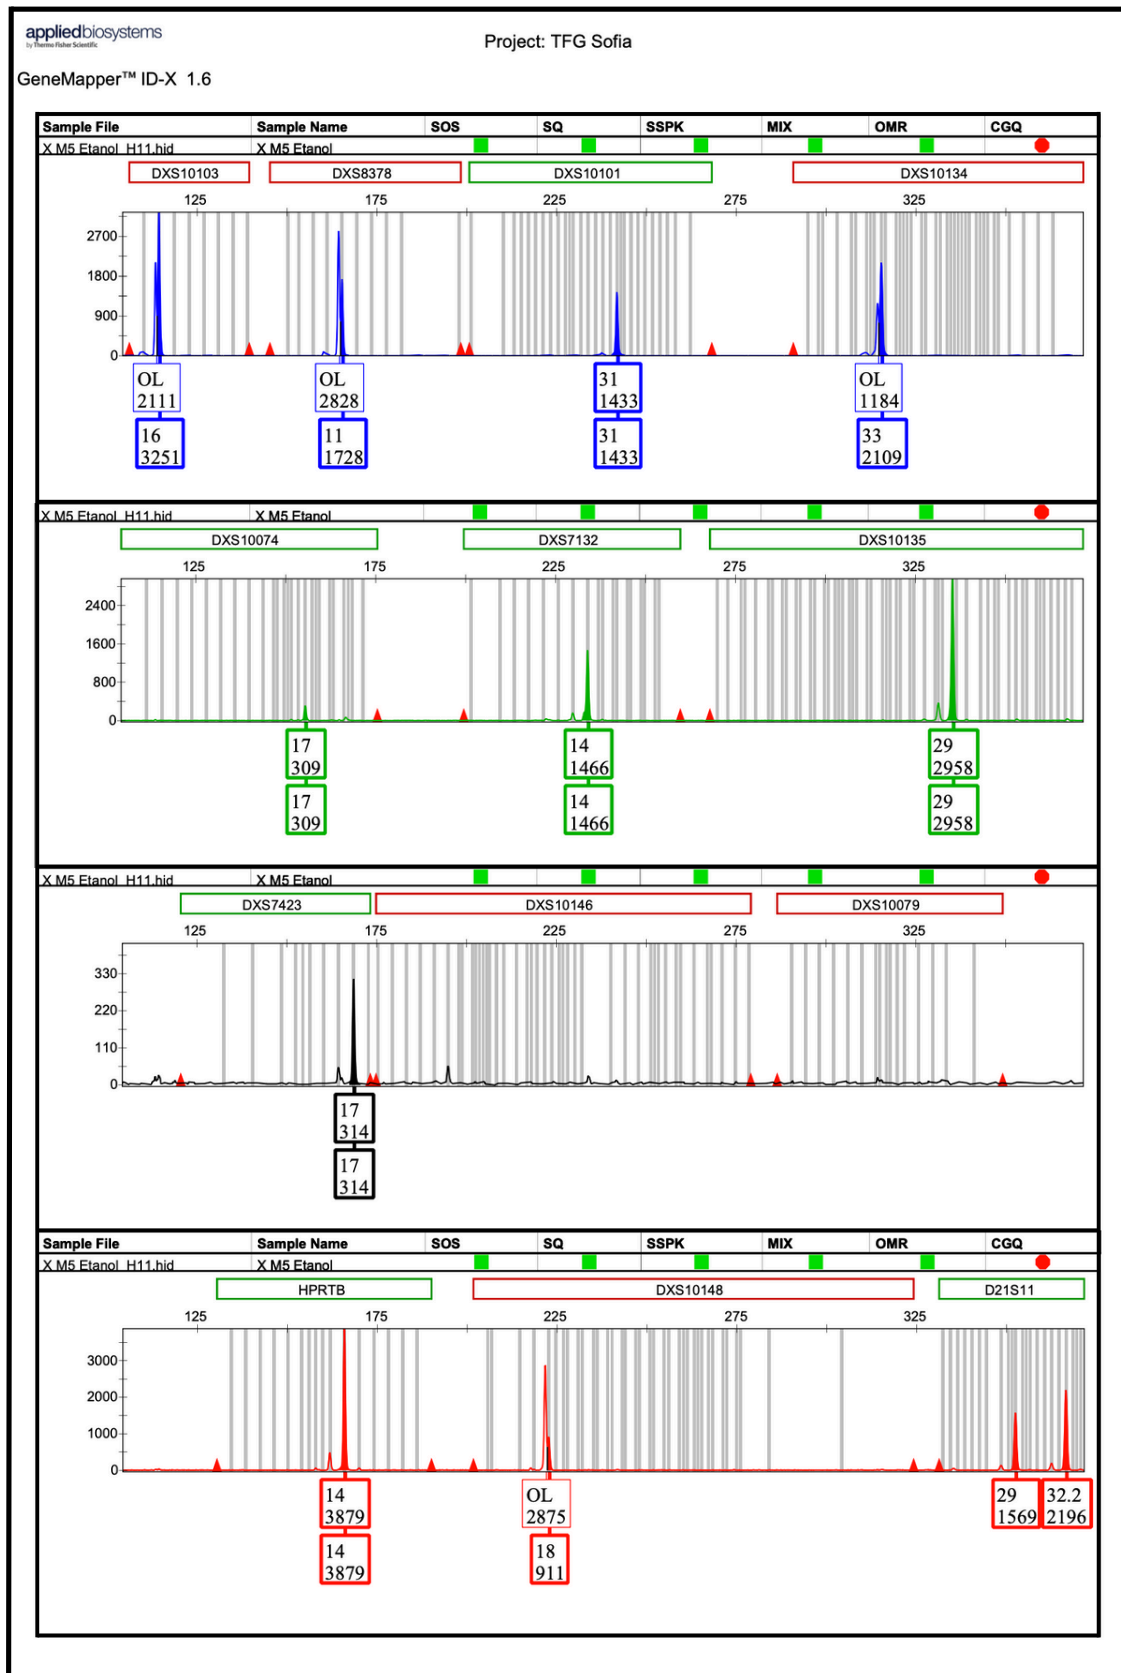 appliedbiosystems
by Thermo Fisher Scientific
Project: TFG Sofia
GeneMapper™ ID-X 1.6
Sample File Sample Name SOS SQ SSPK MIX OMR CGQ
X M5 Etanol_H11.hid X M5 Etanol
DXS10103 DXS8378 DXS10101 DXS10134
125 175 225 275 325
2700
1800
900
0
OL OL 31 OL
2111 2828 1433 1184
16 11 31 33
3251 1728 1433 2109
X M5 Etanol_H11.hid X M5 Etanol
DXS10074 DXS7132 DXS10135
125 175 225 275 325
2400
1600
800
0
17 14 29
309 1466 2958
17 14 29
309 1466 2958
X M5 Etanol_H11.hid X M5 Etanol
DXS7423 DXS10146 DXS10079
125 175 225 275 325
330
220
110
0
17
314
17
314
Sample File Sample Name SOS SQ SSPK MIX OMR CGQ
X M5 Etanol_H11.hid X M5 Etanol
HPRTB DXS10148 D21S11
125 175 225 275 325
3000
2000
1000
0
14 OL 29 32.2
3879 2875 1569 2196
14 18
3879 911